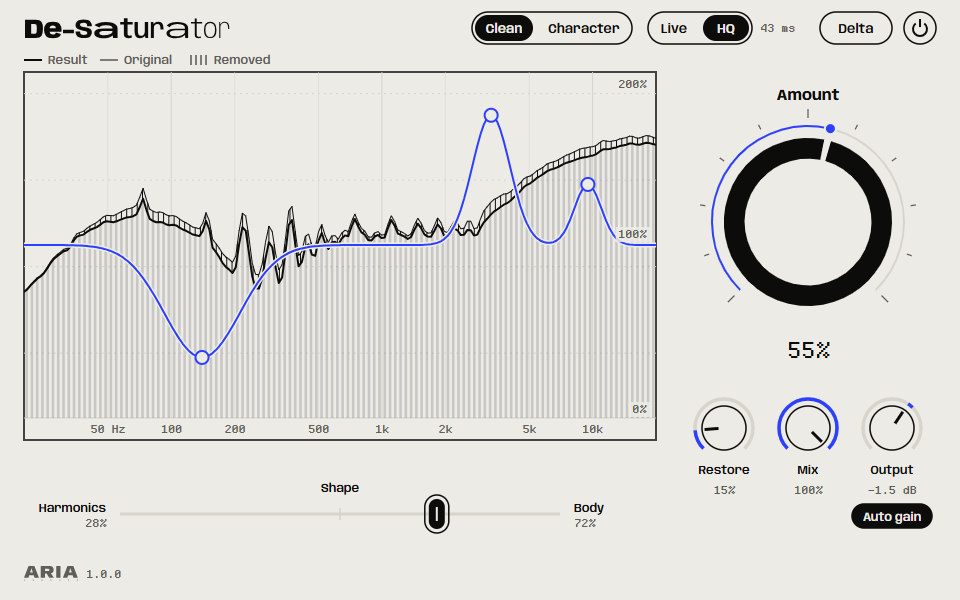 De-Saturator
Clean Character
Live HQ 43 ms
Delta
Result Original Removed
200%
100%
0%
50 Hz 100 200 500 1k 2k 5k 10k
Amount
55%
Restore Mix Output
15% 100% −1.5 dB
Auto gain
Shape
Harmonics Body
28% 72%
ARIA 1.0.0